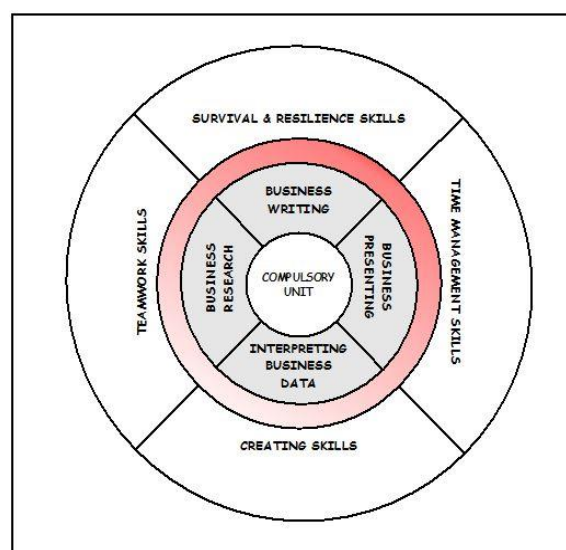 SURVIVAL & RESILIENCE SKILLS
TEAMWORK SKILLS
TIME MANAGEMENT SKILLS
BUSINESS
WRITING
BUSINESS
RESEARCH
COMPULSORY
UNIT
BUSINESS
PRESENTING
INTERPRETING
BUSINESS
DATA
CREATING SKILLS